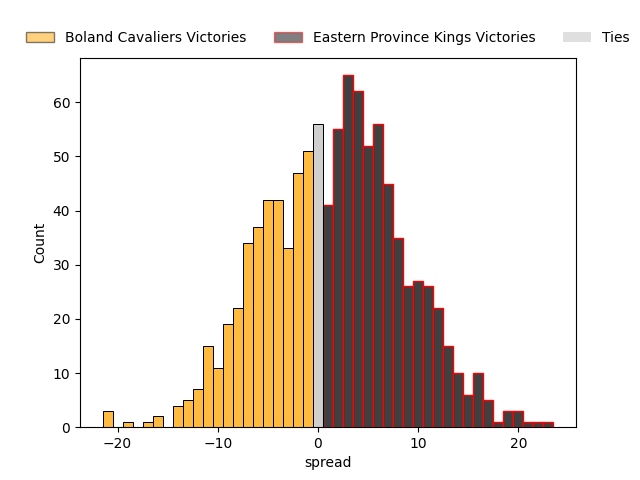 Boland Cavaliers Victories Eastern Province Kings Victories Ties
60
50
40
30
20
10
0
Count
−20 −10 0 10 20
spread